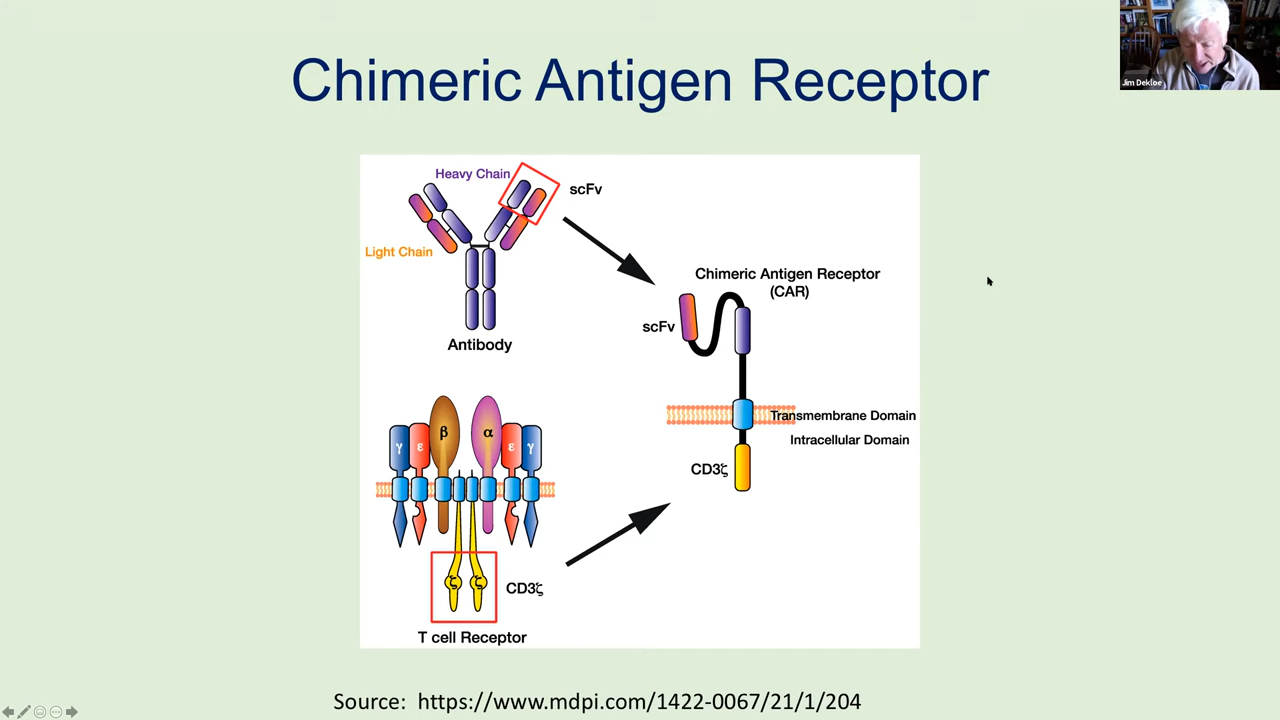 Chimeric Antigen Receptor
Jim Dekloe
Heavy Chain
scFv
Light Chain
Antibody
Chimeric Antigen Receptor
(CAR)
scFv
Transmembrane Domain
Intracellular Domain
CD3ζ
γ ε β α ε γ
ζ ζ
CD3ζ
T cell Receptor
Source: https://www.mdpi.com/1422-0067/21/1/204